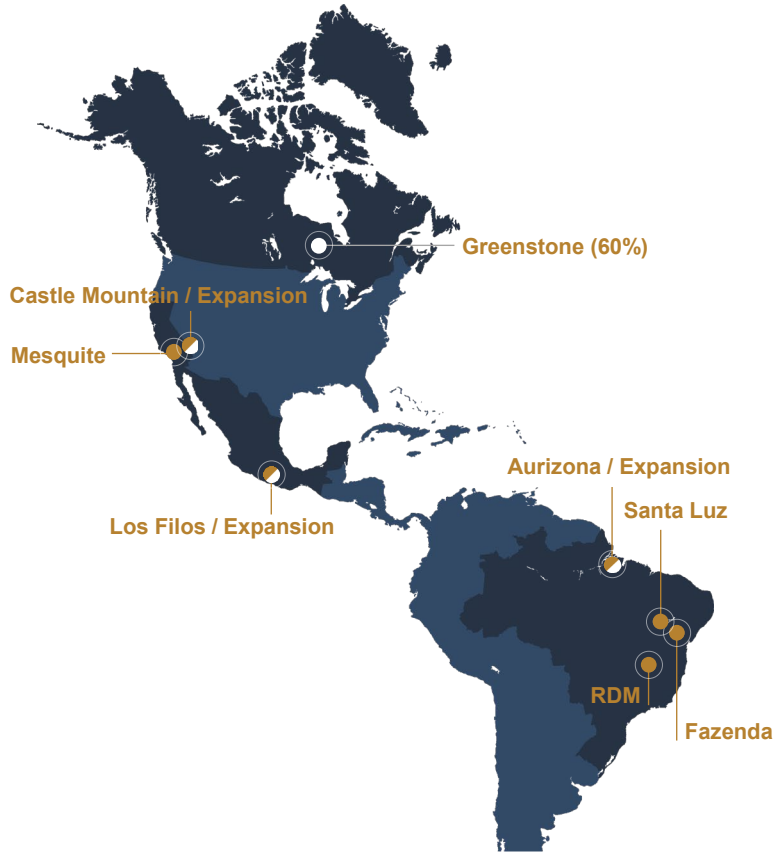 Greenstone (60%)
Castle Mountain / Expansion
Mesquite
Aurizona / Expansion
Santa Luz
Los Filos / Expansion
RDM
Fazenda